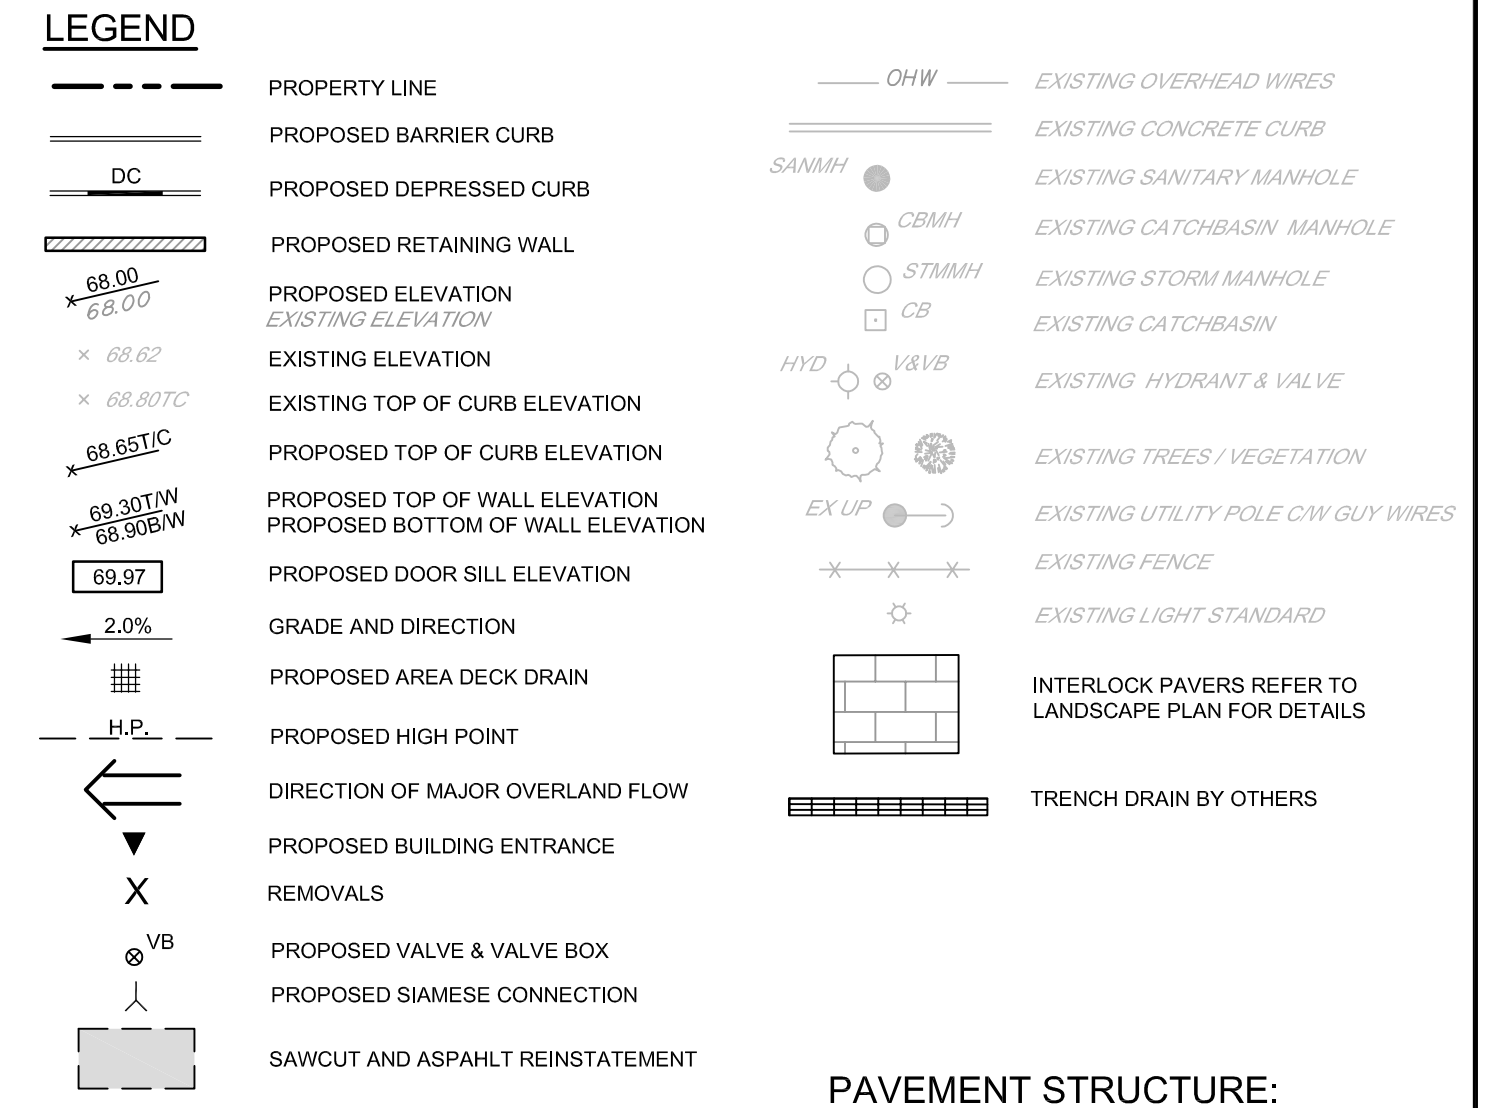 LEGEND
PROPERTY LINE
PROPOSED BARRIER CURB
DC
PROPOSED DEPRESSED CURB
PROPOSED RETAINING WALL
68.00
68.00
PROPOSED ELEVATION
EXISTING ELEVATION
× 68.62
EXISTING ELEVATION
× 68.80TC
EXISTING TOP OF CURB ELEVATION
68.65T/C
PROPOSED TOP OF CURB ELEVATION
69.30T/W
68.90B/W
PROPOSED TOP OF WALL ELEVATION
PROPOSED BOTTOM OF WALL ELEVATION
69.97
PROPOSED DOOR SILL ELEVATION
2.0%
GRADE AND DIRECTION
PROPOSED AREA DECK DRAIN
H.P.
PROPOSED HIGH POINT
DIRECTION OF MAJOR OVERLAND FLOW
PROPOSED BUILDING ENTRANCE
X
REMOVALS
VB
PROPOSED VALVE & VALVE BOX
PROPOSED SIAMESE CONNECTION
SAWCUT AND ASPAHLT REINSTATEMENT
OHW
EXISTING OVERHEAD WIRES
EXISTING CONCRETE CURB
SANMH
EXISTING SANITARY MANHOLE
CBMH
EXISTING CATCHBASIN MANHOLE
STMMH
EXISTING STORM MANHOLE
CB
EXISTING CATCHBASIN
HYD V&VB
EXISTING HYDRANT & VALVE
EXISTING TREES / VEGETATION
EX UP
EXISTING UTILITY POLE C/W GUY WIRES
EXISTING FENCE
EXISTING LIGHT STANDARD
INTERLOCK PAVERS REFER TO
LANDSCAPE PLAN FOR DETAILS
TRENCH DRAIN BY OTHERS
PAVEMENT STRUCTURE: